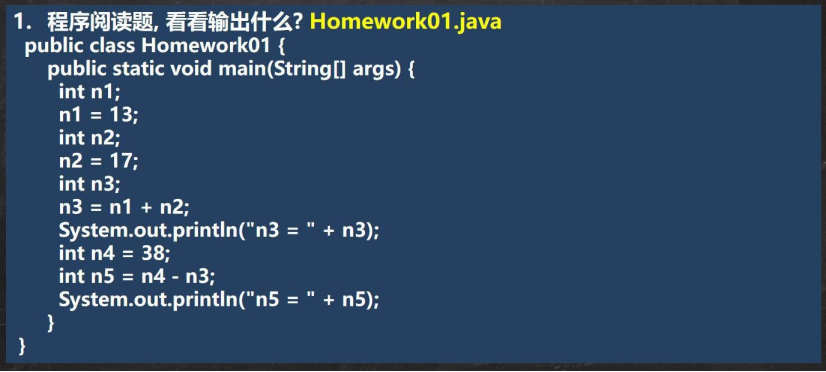 1. 程序阅读题, 看看输出什么? Homework01.java
public class Homework01 {
public static void main(String[] args) {
int n1;
n1 = 13;
int n2;
n2 = 17;
int n3;
n3 = n1 + n2;
System.out.println("n3 = " + n3);
int n4 = 38;
int n5 = n4 - n3;
System.out.println("n5 = " + n5);
}
}